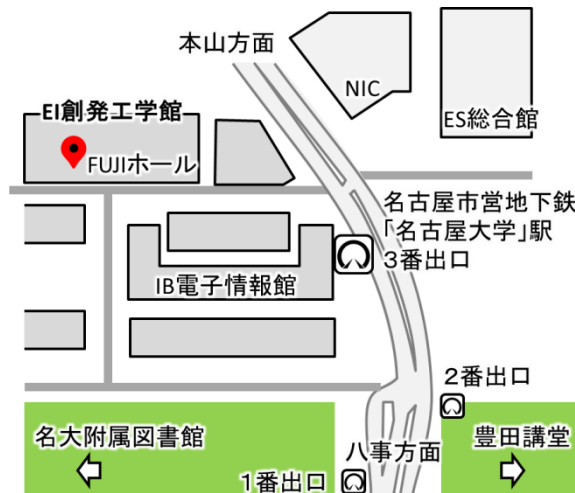 本山方面
NIC
ES総合館
EI創発工学館
FUJIホール
名古屋市営地下鉄
｢名古屋大学｣駅
3番出口
IB電子情報館
2番出口
名大附属図書館
八事方面
豊田講堂
1番出口